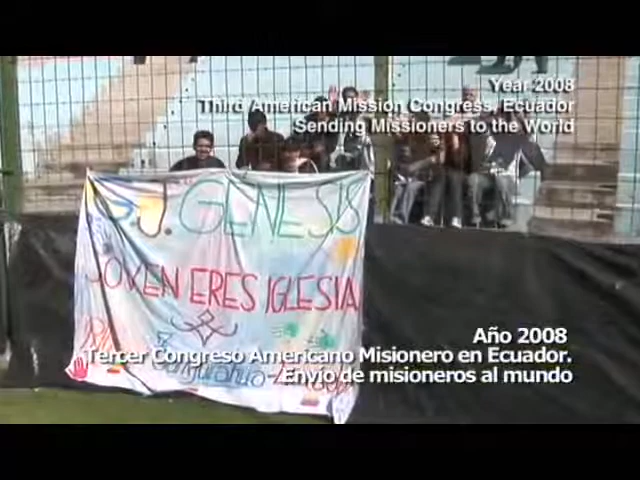 Year 2008
Third American Mission Congress, Ecuador
Sending Missioners to the World
G.J. GENESIS
JOVEN ERES IGLESIA
Tungurahua
Año 2008
Tercer Congreso Americano Misionero en Ecuador.
Envío de misioneros al mundo